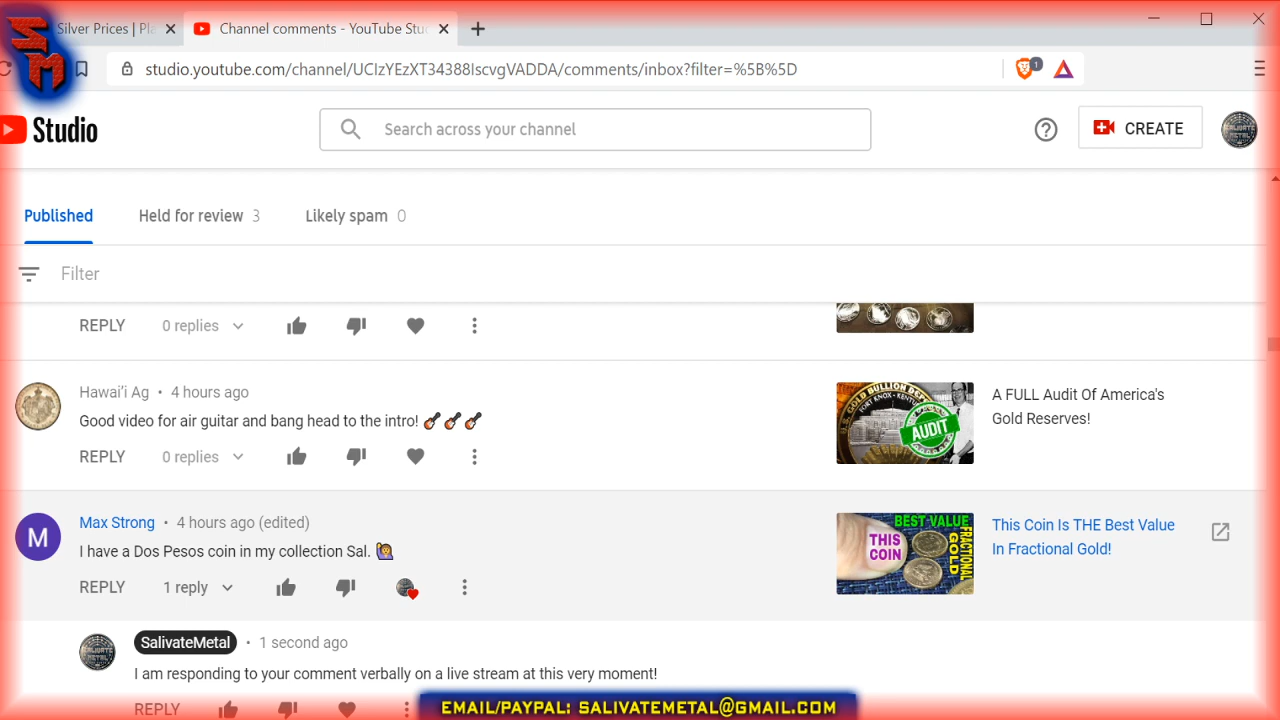 Silver Prices | Pla
Channel comments - YouTube Stu
SM
studio.youtube.com/channel/UCIzYEzXT34388IscvgVADDA/comments/inbox?filter=%5B%5D
1
Studio
Search across your channel
CREATE
Published
Held for review 3
Likely spam 0
Filter
REPLY
0 replies
Hawai'i Ag • 4 hours ago
Good video for air guitar and bang head to the intro! 🎸🎸🎸
REPLY
0 replies
AUDIT
A FULL Audit Of America's
Gold Reserves!
M
Max Strong • 4 hours ago (edited)
I have a Dos Pesos coin in my collection Sal. 🙋
REPLY
1 reply
BEST VALUE
THIS
COIN
FRACTIONAL
GOLD
This Coin Is THE Best Value
In Fractional Gold!
SalivateMetal • 1 second ago
I am responding to your comment verbally on a live stream at this very moment!
REPLY
EMAIL/PAYPAL: SALIVATEMETAL@GMAIL.COM